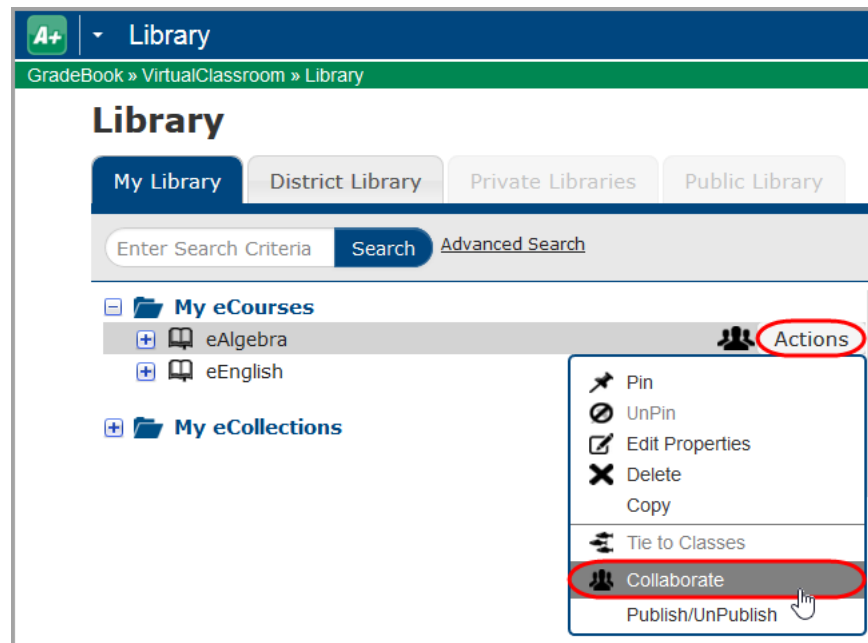 A+ Library
GradeBook » VirtualClassroom » Library
Library
My Library District Library Private Libraries Public Library
Enter Search Criteria Search Advanced Search
My eCourses
eAlgebra Actions
eEnglish
My eCollections
Pin
UnPin
Edit Properties
Delete
Copy
Tie to Classes
Collaborate
Publish/UnPublish